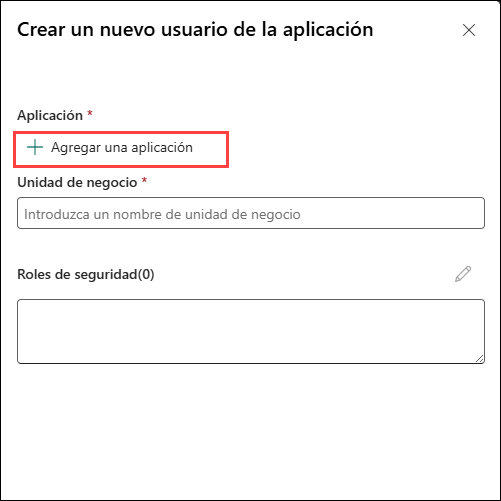 Crear un nuevo usuario de la aplicación
Aplicación *
Agregar una aplicación
Unidad de negocio *
Introduzca un nombre de unidad de negocio
Roles de seguridad(0)